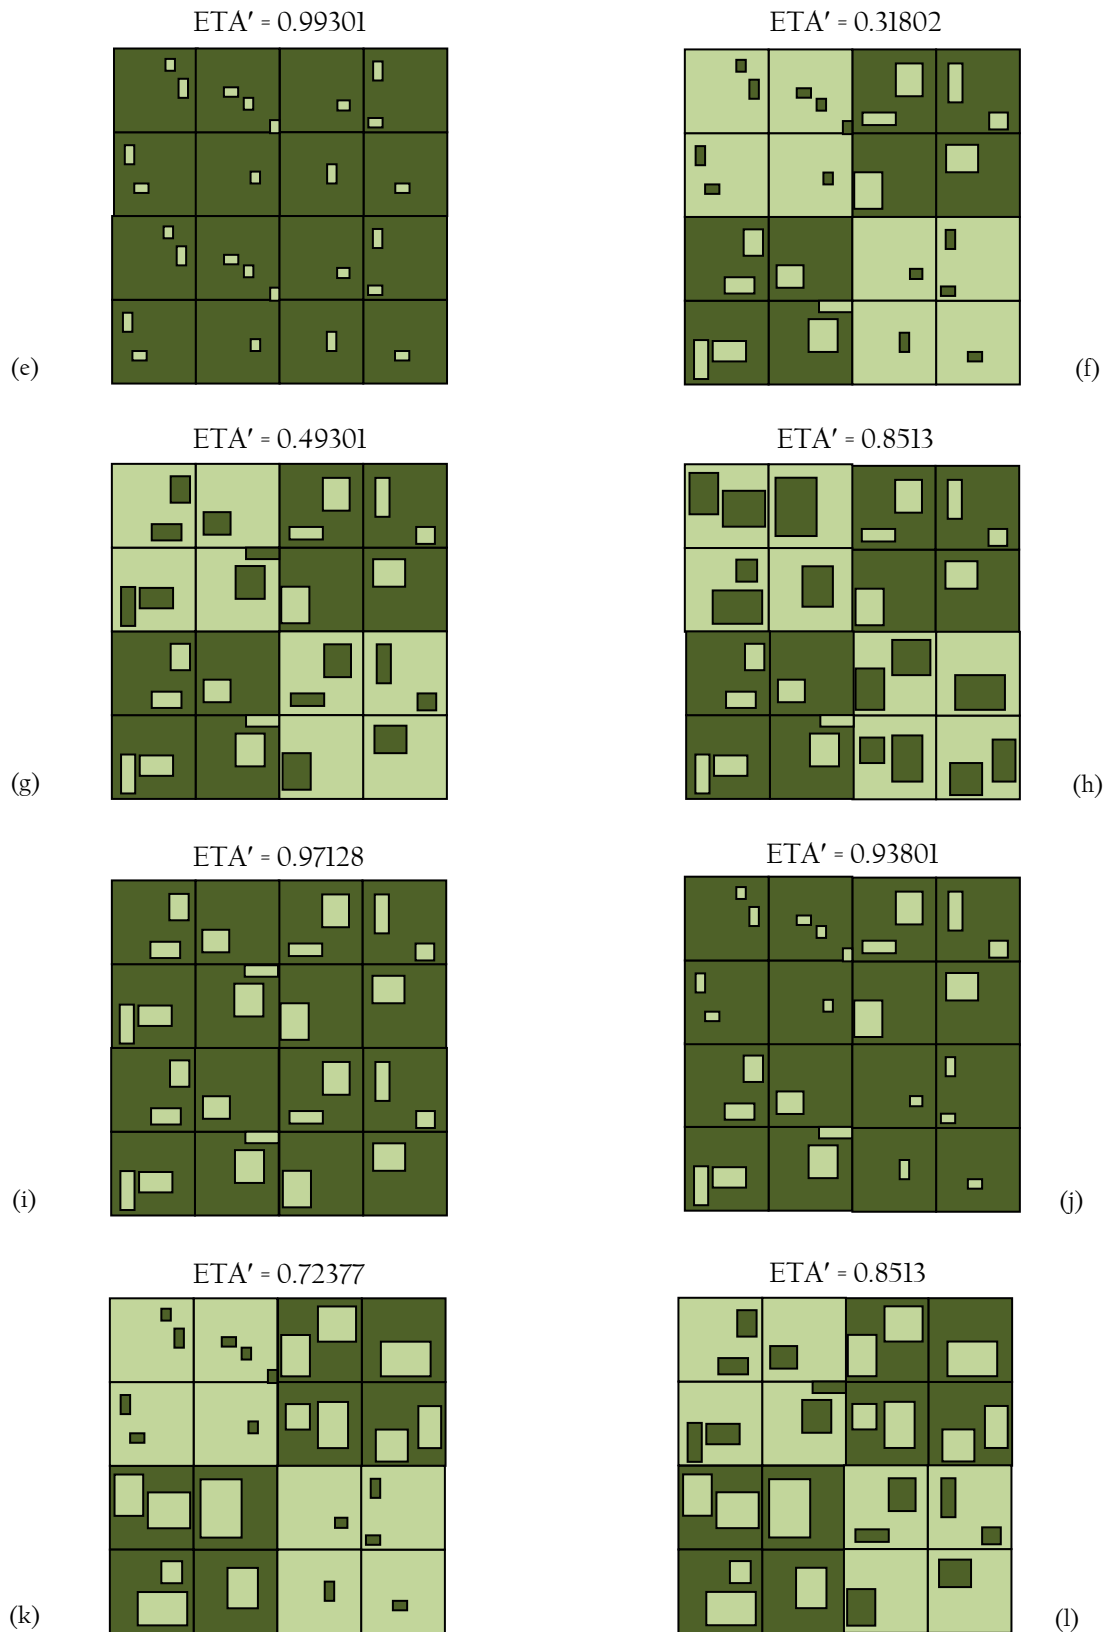 ETA′ = 0.99301
ETA′ = 0.31802
(e)
(f)
ETA′ = 0.49301
ETA′ = 0.8513
(g)
(h)
ETA′ = 0.97128
ETA′ = 0.93801
(i)
(j)
ETA′ = 0.72377
ETA′ = 0.8513
(k)
(l)